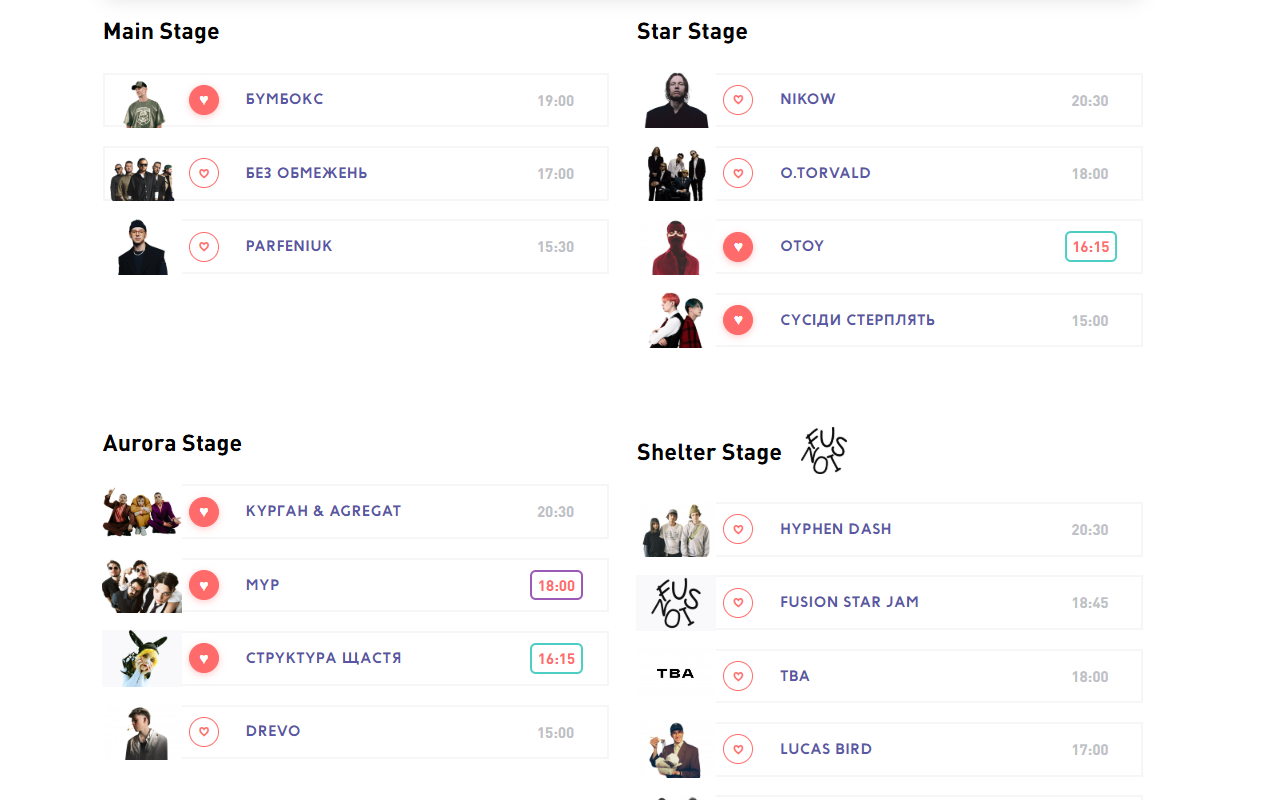 Main Stage
БУМБОКС 19:00
БЕЗ ОБМЕЖЕНЬ 17:00
PARFENIUK 15:30
Star Stage
NIKOW 20:30
O.TORVALD 18:00
OTOY 16:15
СУСІДИ СТЕРПЛЯТЬ 15:00
Aurora Stage
КУРГАН & AGREGAT 20:30
МУР 18:00
СТРУКТУРА ЩАСТЯ 16:15
DREVO 15:00
Shelter Stage FUSNOT
HYPHEN DASH 20:30
FUSNOT
FUSION STAR JAM 18:45
TBA
TBA 18:00
LUCAS BIRD 17:00